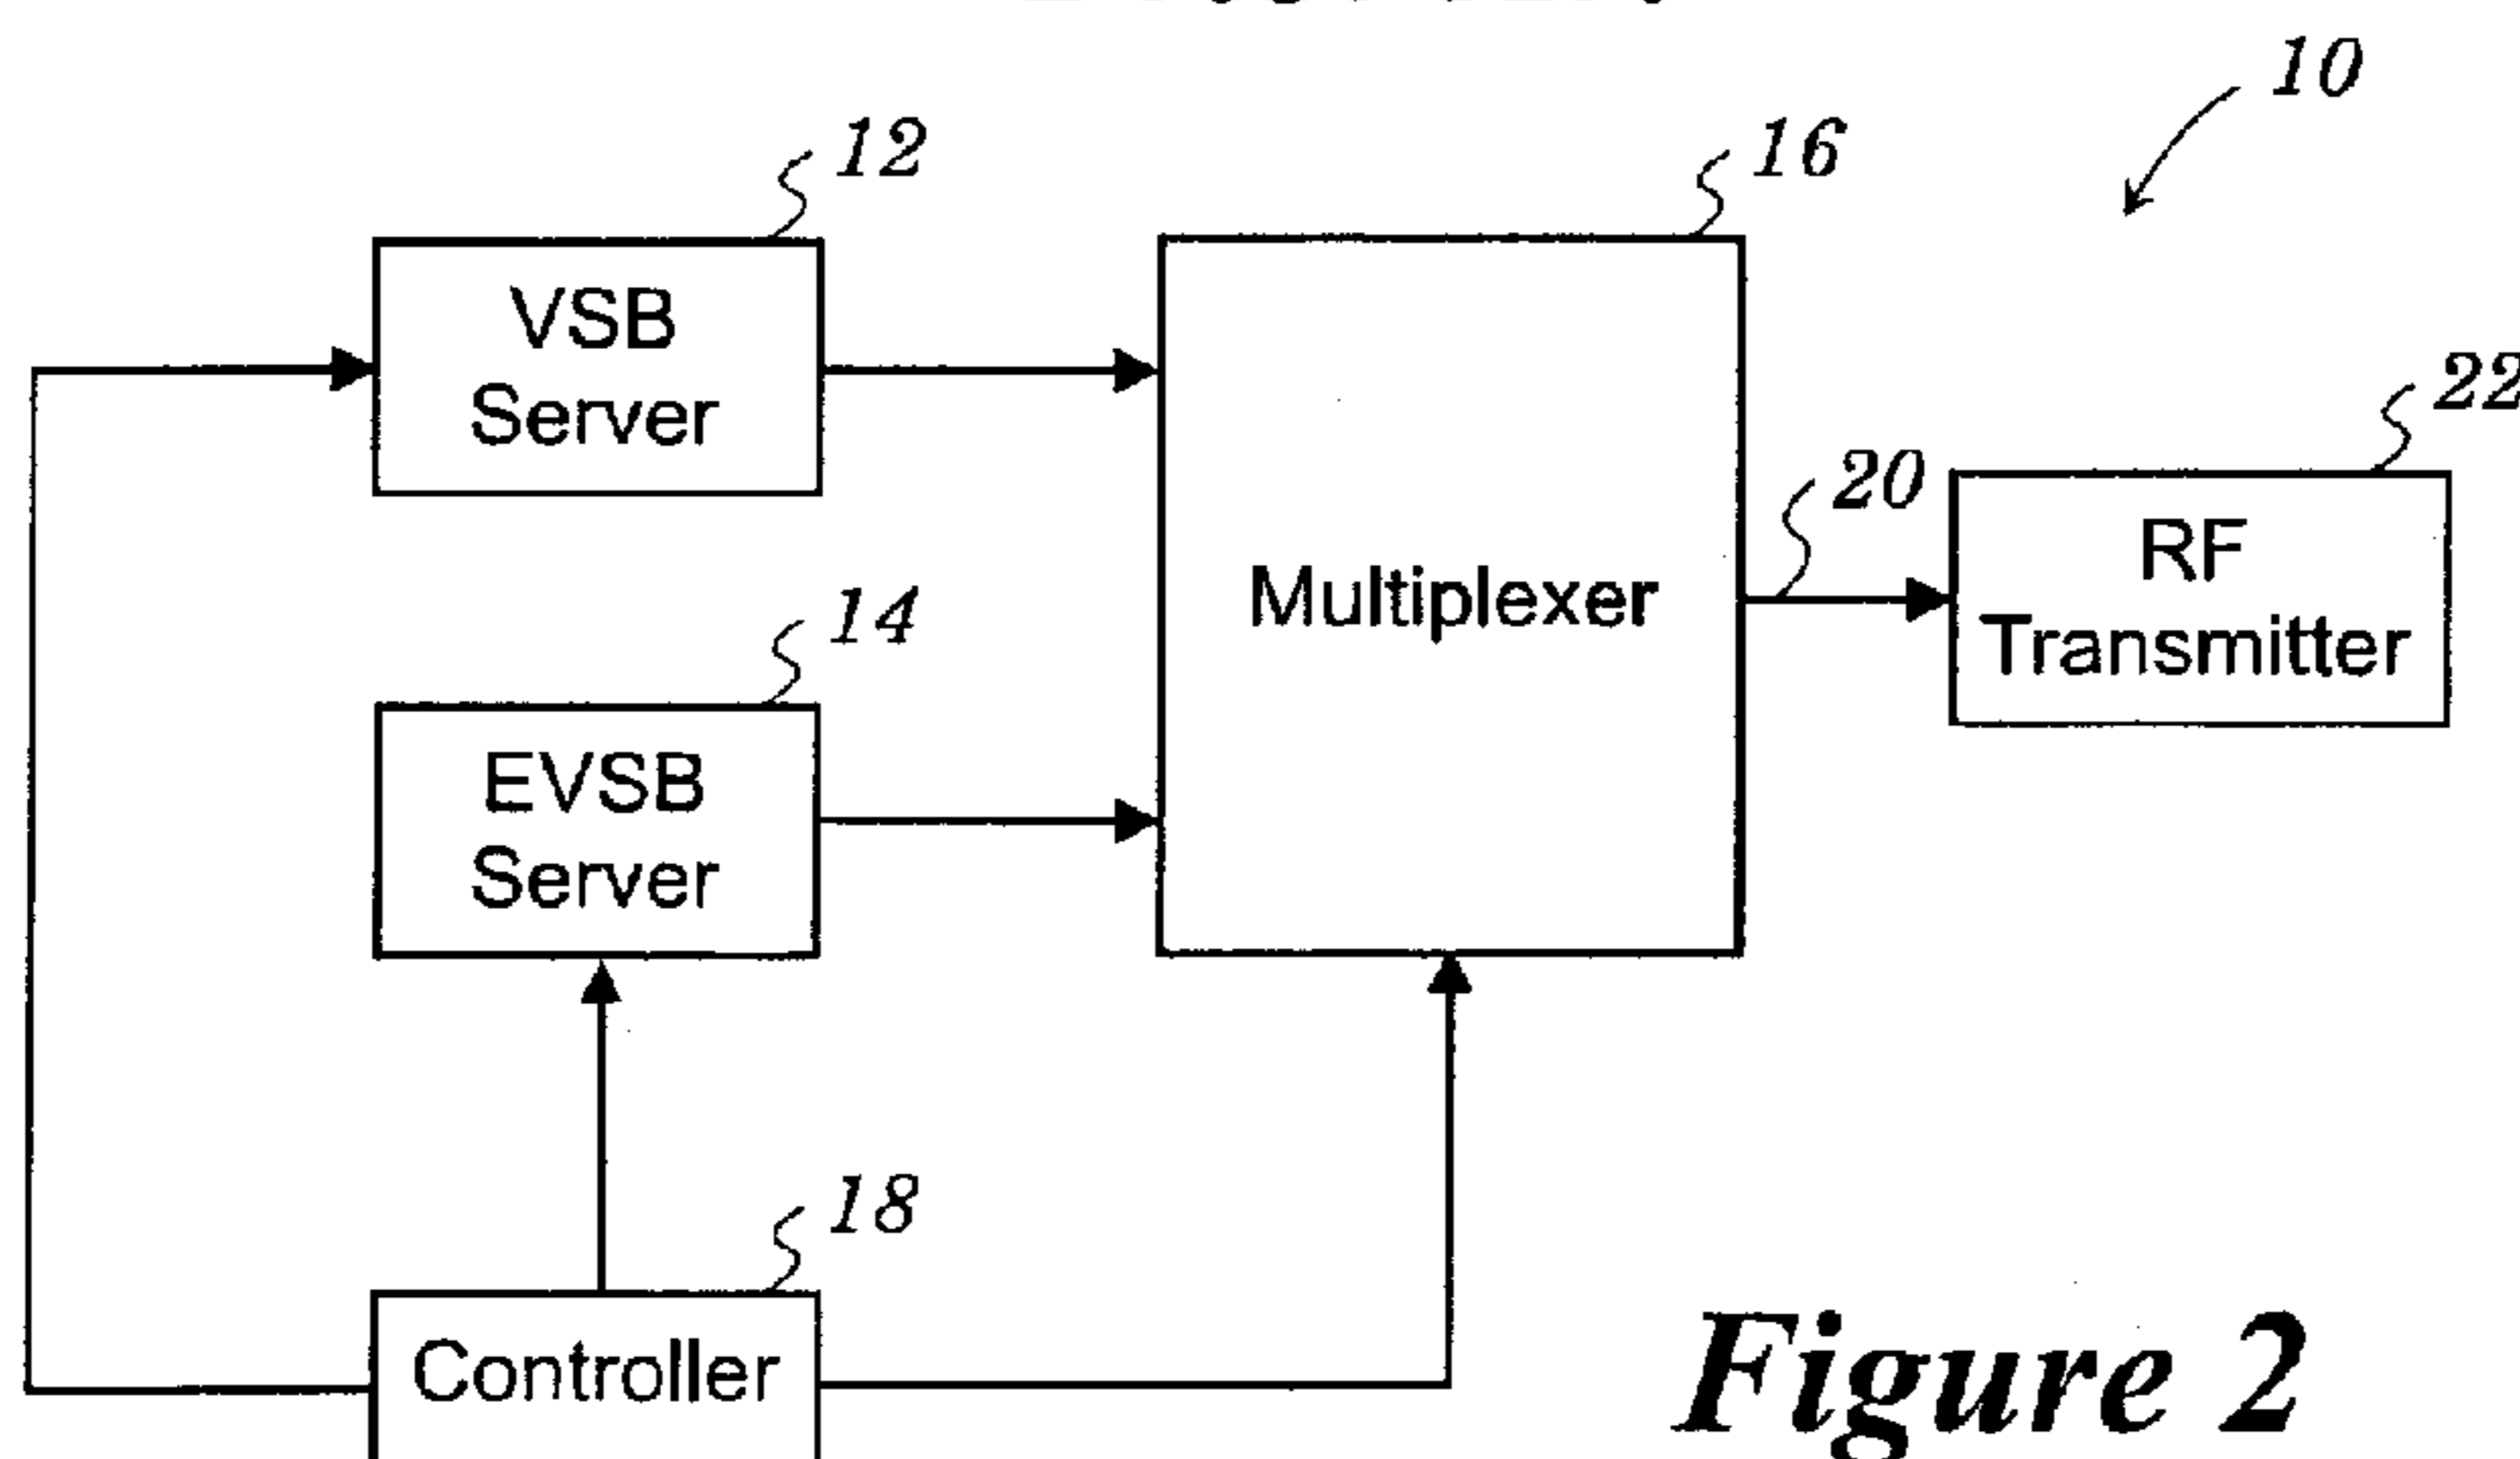 10
12
16
VSB
Server
22
20
RF
Transmitter
Multiplexer
14
EVSB
Server
18
Controller
Figure 2